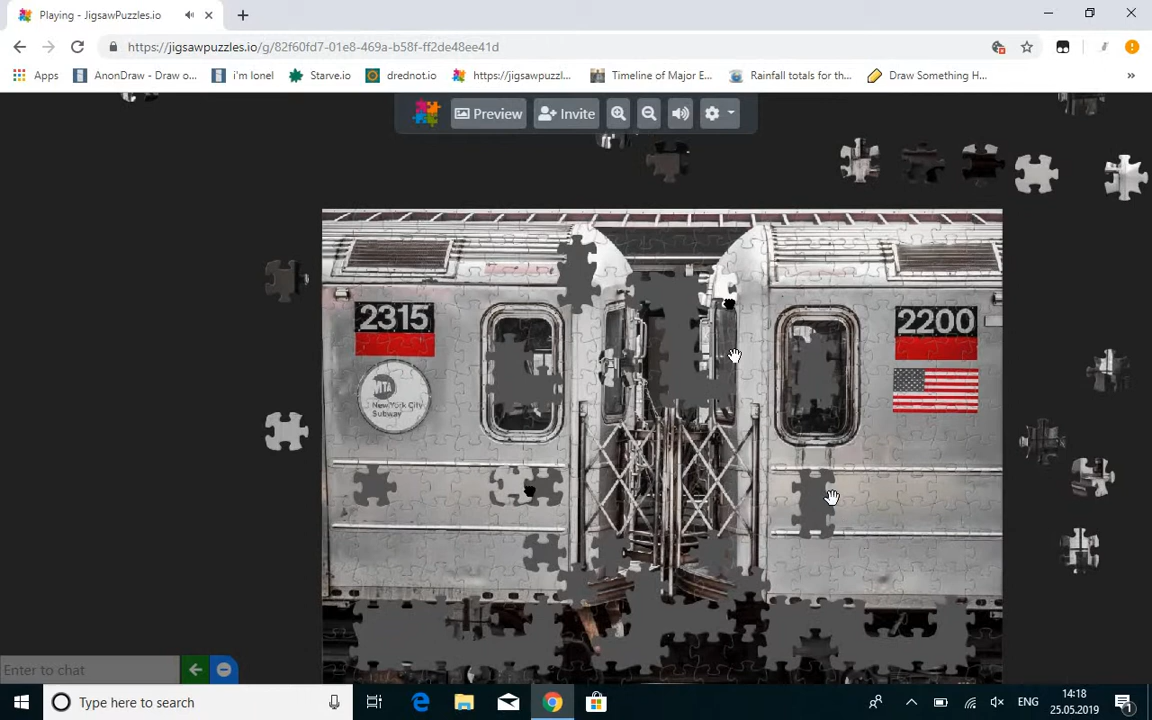 Playing - JigsawPuzzles.io
https://jigsawpuzzles.io/g/82f60fd7-01e8-469a-b58f-ff2de48ee41d
Apps
AnonDraw - Draw o...
i'm lonel
Starve.io
drednot.io
https://jigsawpuzzl...
Timeline of Major E...
Rainfall totals for th...
Draw Something H...
»
Preview
Invite
2315
2200
MTA
New York City
Subway
Enter to chat
Type here to search
ENG
14:18
25.05.2019
1